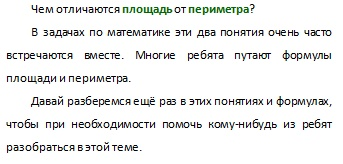 Чем отличаются площадь от периметра?
В задачах по математике эти два понятия очень часто
встречаются вместе. Многие ребята путают формулы
площади и периметра.
Давай разберемся ещё раз в этих понятиях и формулах,
чтобы при необходимости помочь кому-нибудь из ребят
разобраться в этой теме.